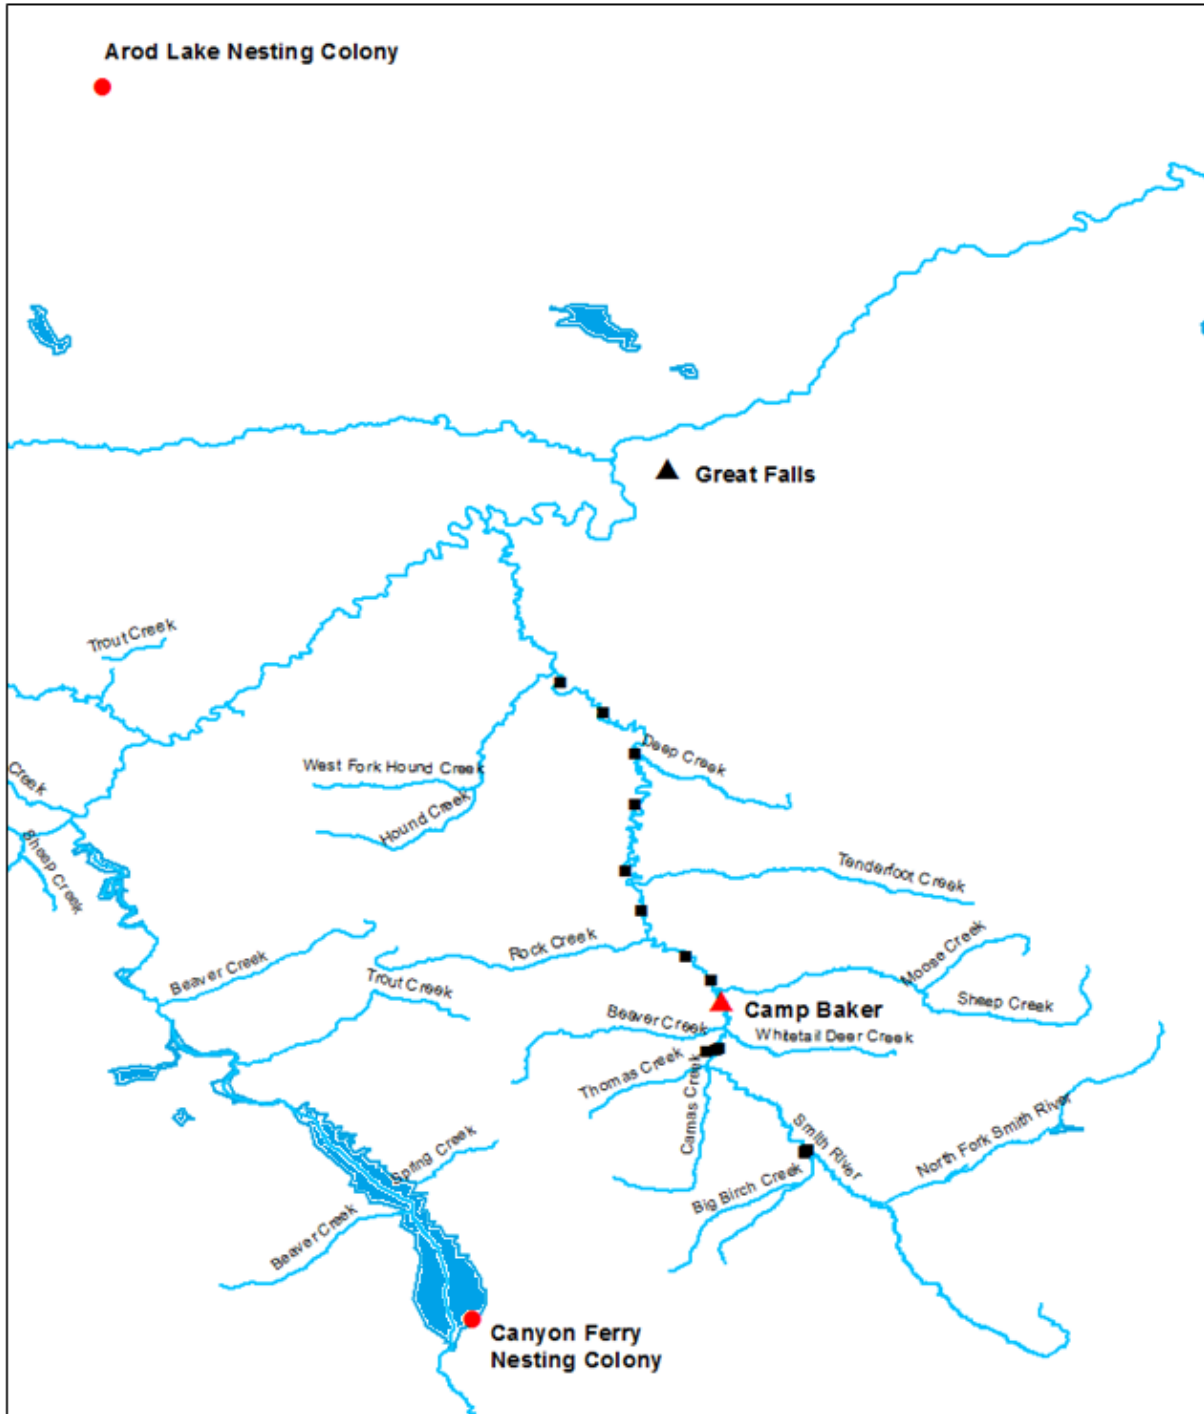 Arod Lake Nesting Colony
Great Falls
Trout Creek
Deep Creek
West Fork Hound Creek
Creek
Hound Creek
Sheep Creek
Tenderfoot Creek
Rock Creek
Moose Creek
Beaver Creek
Trout Creek
Sheep Creek
Camp Baker
Beaver Creek
Whitetail Deer Creek
Thomas Creek
Camas Creek
Smith River
North Fork Smith River
Spring Creek
Big Birch Creek
Beaver Creek
Canyon Ferry
Nesting Colony